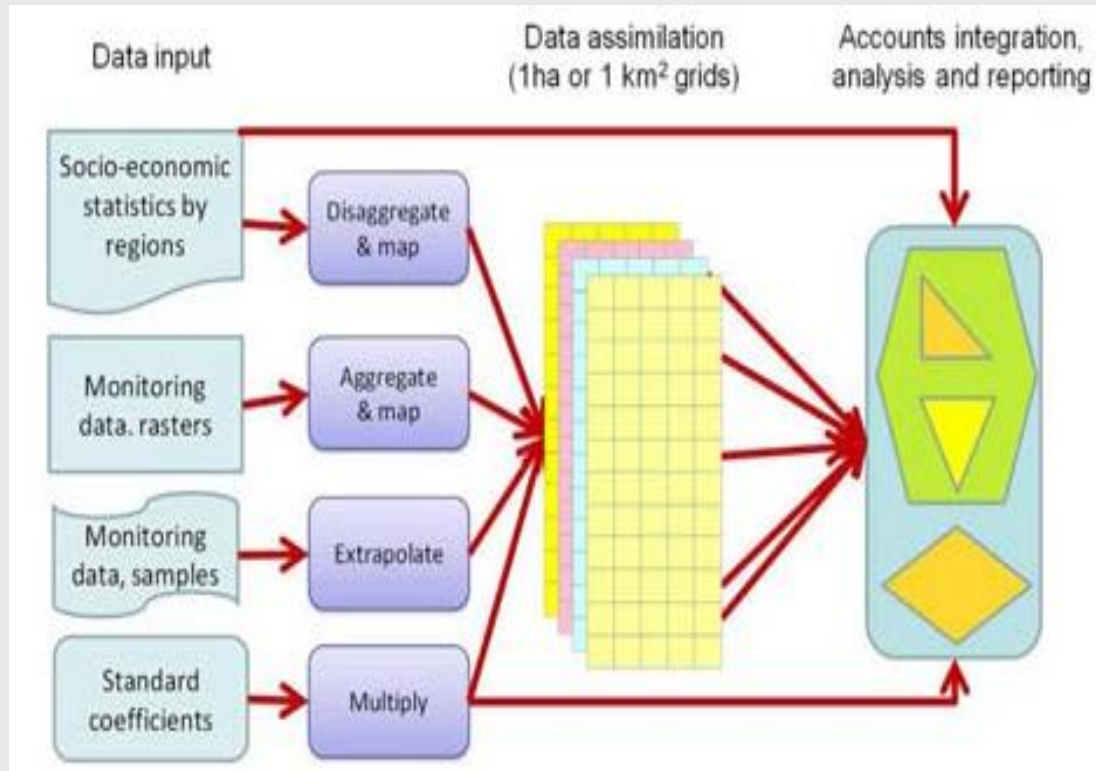 Data input
Data assimilation
(1ha or 1 km² grids)
Accounts integration,
analysis and reporting
Socio-economic
statistics by
regions
Disaggregate
& map
Monitoring
data. rasters
Aggregate
& map
Monitoring
data, samples
Extrapolate
Standard
coefficients
Multiply